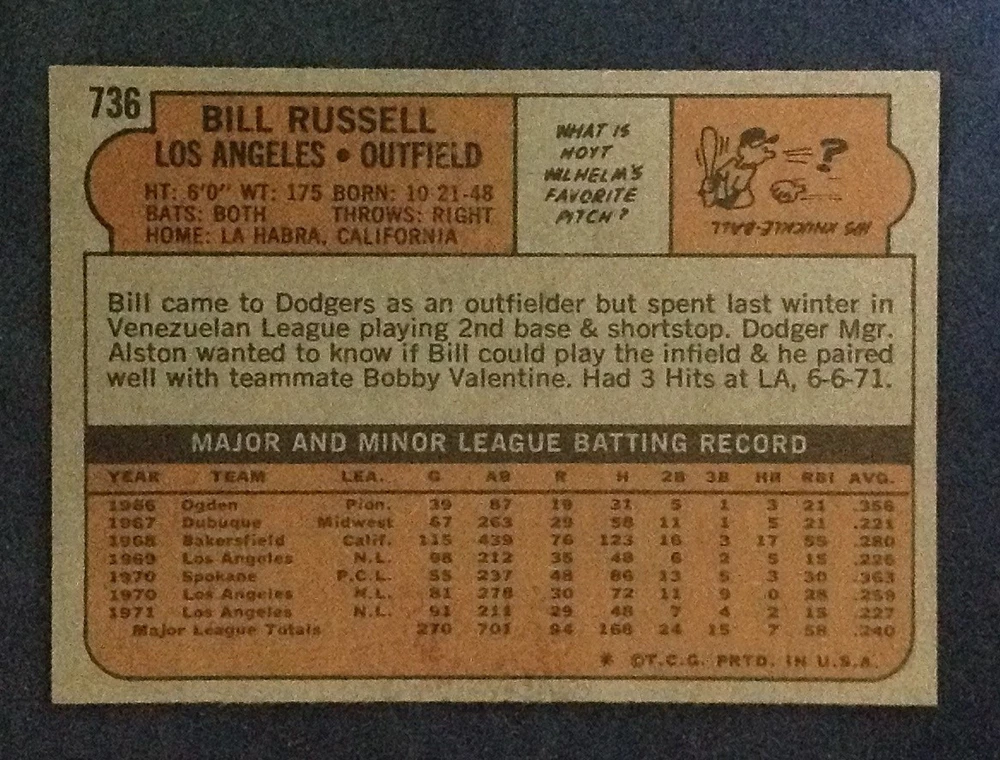 736
BILL RUSSELL
LOS ANGELES • OUTFIELD
HT: 6'0" WT: 175 BORN: 10-21-48
BATS: BOTH THROWS: RIGHT
HOME: LA HABRA, CALIFORNIA
WHAT IS
HOYT
WILHELM'S
FAVORITE
PITCH?
?
HIS KNUCKLE-BALL
Bill came to Dodgers as an outfielder but spent last winter in
Venezuelan League playing 2nd base & shortstop. Dodger Mgr.
Alston wanted to know if Bill could play the infield & he paired
well with teammate Bobby Valentine. Had 3 Hits at LA, 6-6-71.
MAJOR AND MINOR LEAGUE BATTING RECORD
YEAR TEAM LEA. G AB R H 2B 3B HR RBI AVG.
1966 Ogden Pion. 39 87 19 31 5 1 3 21 .356
1967 Dubuque Midwest 67 263 29 58 11 1 5 21 .221
1968 Bakersfield Calif. 115 439 76 123 16 3 17 55 .280
1969 Los Angeles N.L. 98 212 35 48 6 2 5 15 .226
1970 Spokane P.C.L. 55 237 48 86 13 5 3 30 .363
1970 Los Angeles N.L. 81 278 30 72 11 9 0 28 .259
1971 Los Angeles N.L. 91 211 29 48 7 4 2 15 .227
Major League Totals 270 701 94 168 24 15 7 58 .240
* ©T.C.G. PRTD. IN U.S.A.